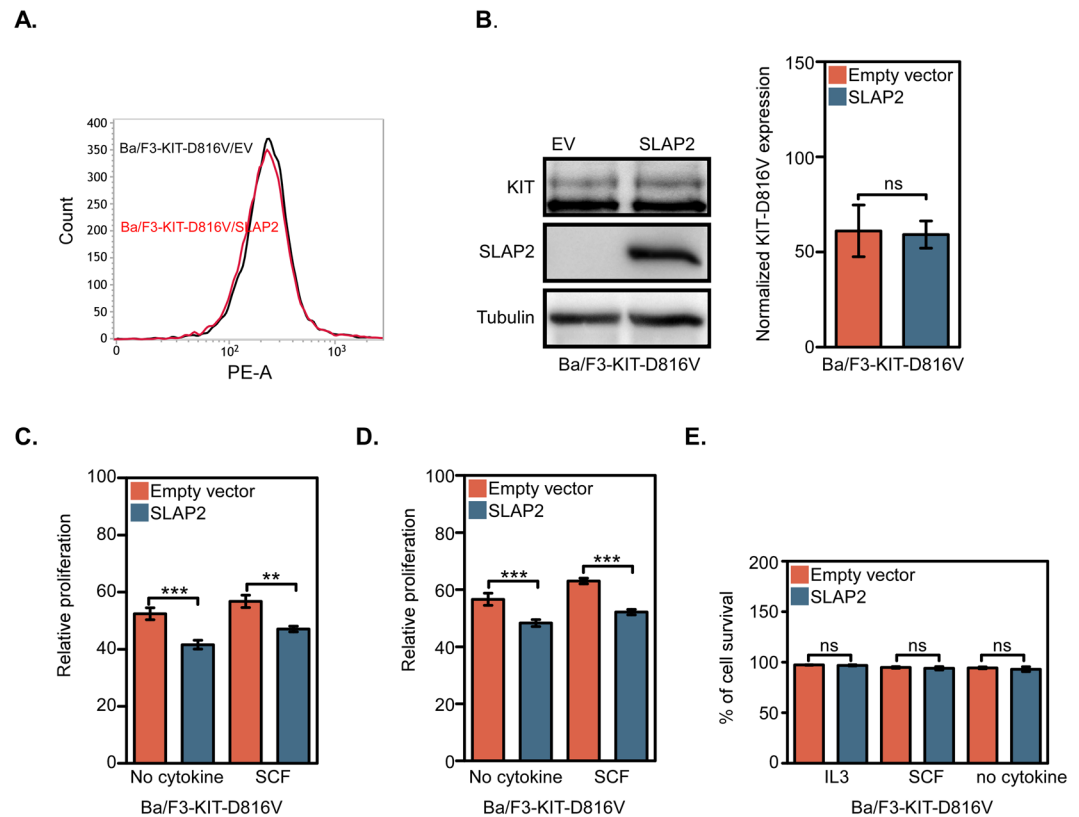 A.
400
350
300
250
200
150
100
50
0
Count
Ba/F3-KIT-D816V/EV
Ba/F3-KIT-D816V/SLAP2
0 10² 10³
PE-A
B.
EV SLAP2
KIT
SLAP2
Tubulin
Ba/F3-KIT-D816V
Normalized KIT-D816V expression
150
100
50
0
Empty vector
SLAP2
ns
Ba/F3-KIT-D816V
C.
Relative proliferation
100
80
60
40
20
0
Empty vector
SLAP2
*** **
No cytokine SCF
Ba/F3-KIT-D816V
D.
Relative proliferation
100
80
60
40
20
0
Empty vector
SLAP2
*** ***
No cytokine SCF
Ba/F3-KIT-D816V
E.
% of cell survival
200
150
100
50
0
Empty vector
SLAP2
ns ns ns
IL3 SCF no cytokine
Ba/F3-KIT-D816V